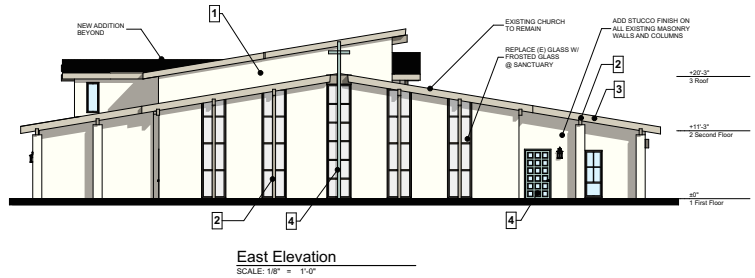 1
NEW ADDITION
BEYOND
EXISTING CHURCH
TO REMAIN
ADD STUCCO FINISH ON
ALL EXISTING MASONRY
WALLS AND COLUMNS
REPLACE (E) GLASS W/
FROSTED GLASS
@ SANCTUARY
2
3
+20'-3"
3 Roof
+11'-3"
2 Second Floor
±0"
1 First Floor
2
4
4
East Elevation
SCALE: 1/8" = 1'-0"